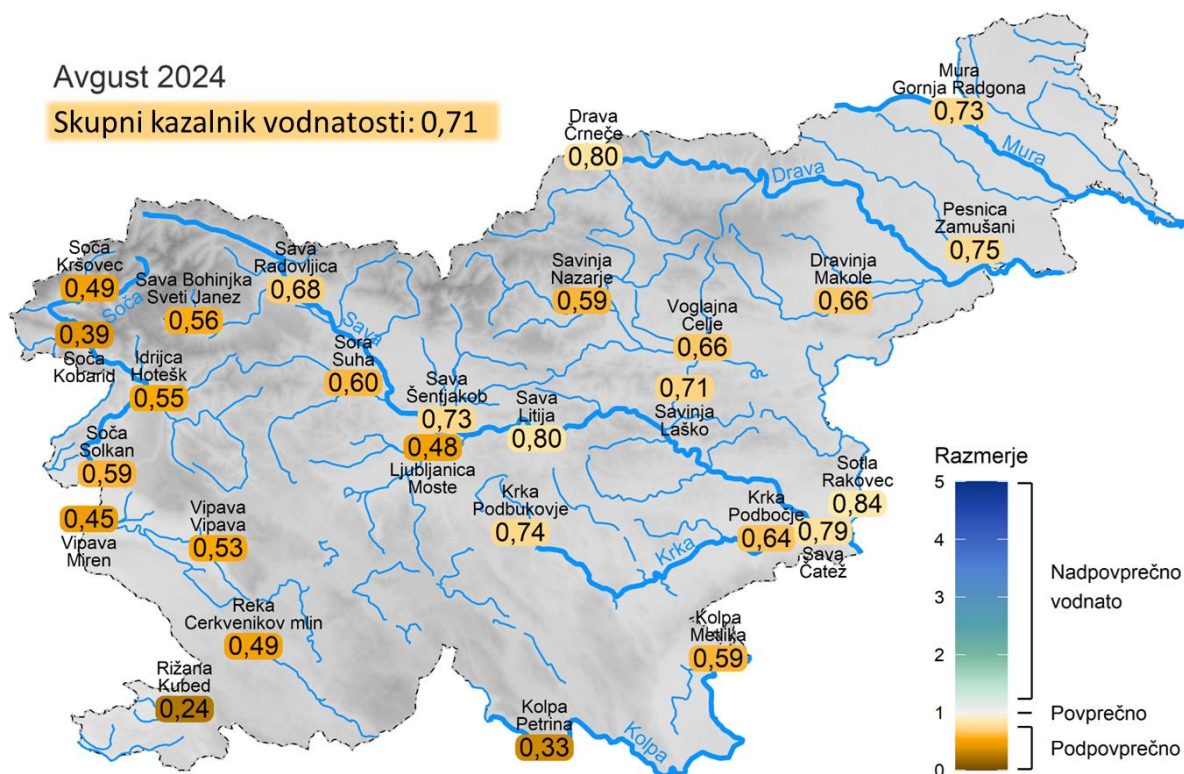 Avgust 2024
Skupni kazalnik vodnatosti: 0,71
Mura
Gornja Radgona
0,73
Mura
Drava
Črneče
0,80
Drava
Pesnica
Zamušani
0,75
Soča
Kršovec
0,49
Soča
Sava Bohinjka
Sveti Janez
0,56
Sava
Radovljica
0,68
Sava
Savinja
Nazarje
0,59
Dravinja
Makole
0,66
Voglajna
Celje
0,66
0,39
Soča
Kobarid
Idrijca
Hotešk
0,55
Sora
Suha
0,60
Sava
Šentjakob
0,73
0,48
Ljubljanica
Moste
Sava
Litija
0,80
0,71
Savinja
Laško
Soča
Solkan
0,59
0,45
Vipava
Miren
Vipava
Vipava
0,53
Krka
Podbukovje
0,74
Krka
Krka
Podbočje
0,64
Sotla
Rakovec
0,84
0,79
Sava
Čatež
Reka
Cerkvenikov mlin
0,49
Rižana
Kubed
0,24
Kolpa
Petrina
0,33
Kolpa
Kolpa
Metlika
0,59
Razmerje
5
4
3
2
1
0
Nadpovprečno
vodnato
Povprečno
Podpovprečno